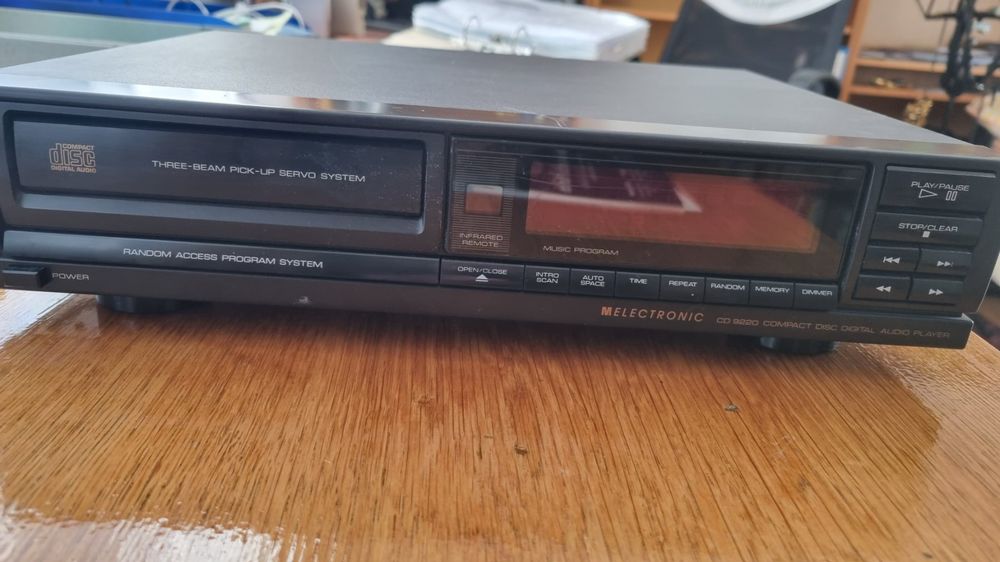 COMPACT
disc
DIGITAL AUDIO
THREE-BEAM PICK-UP SERVO SYSTEM
INFRARED
REMOTE
MUSIC PROGRAM
PLAY/PAUSE
STOP/CLEAR
RANDOM ACCESS PROGRAM SYSTEM
POWER
OPEN/CLOSE
INTRO
SCAN
AUTO
SPACE
TIME
REPEAT
RANDOM
MEMORY
DIMMER
MELECTRONIC CD 9220 COMPACT DISC DIGITAL AUDIO PLAYER